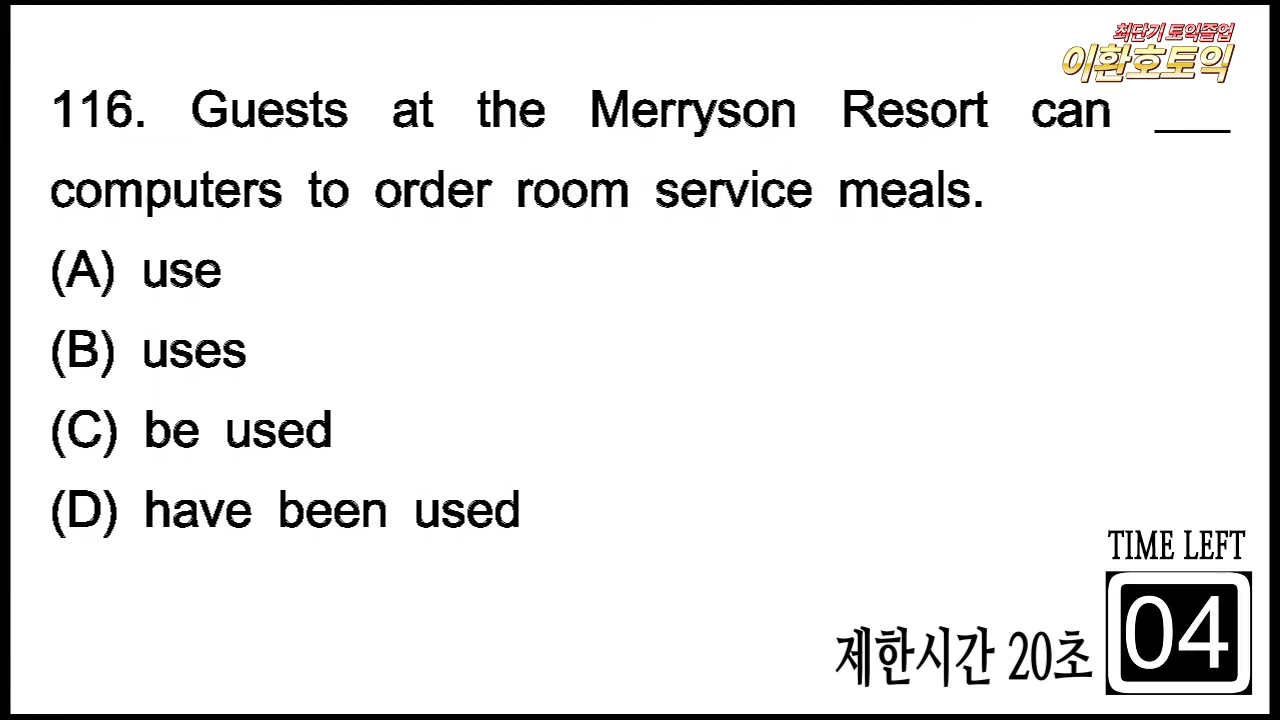 최단기 토익졸업
이환호토익
116. Guests at the Merryson Resort can ___
computers to order room service meals.
(A) use
(B) uses
(C) be used
(D) have been used
TIME LEFT
제한시간 20초
04